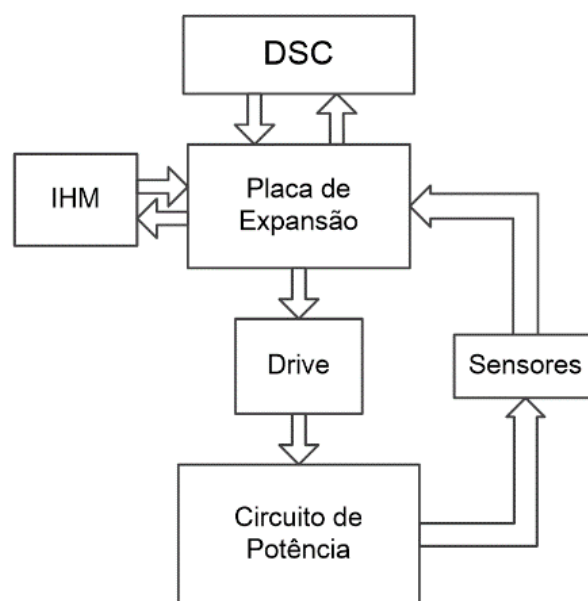 DSC
IHM
Placa de
Expansão
Drive
Sensores
Circuito de
Potência